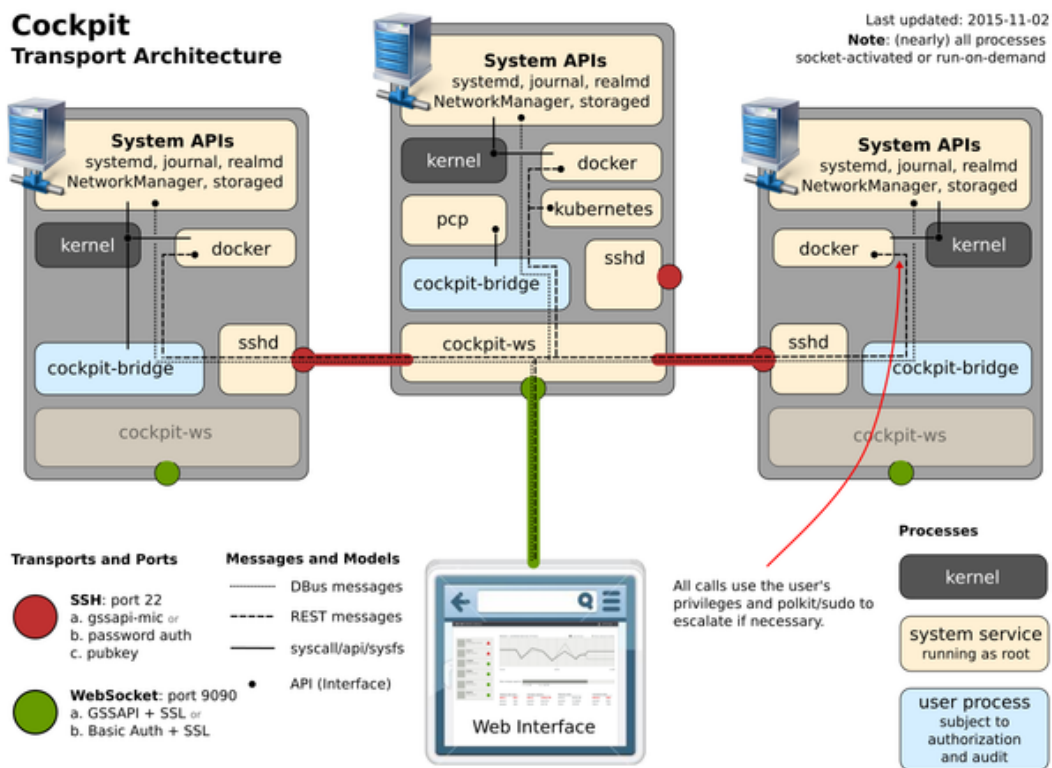 Cockpit
Transport Architecture
Last updated: 2015-11-02
Note: (nearly) all processes
socket-activated or run-on-demand
System APIs
systemd, journal, realmd
NetworkManager, storaged
kernel
docker
cockpit-bridge
sshd
cockpit-ws
System APIs
systemd, journal, realmd
NetworkManager, storaged
kernel
docker
pcp
kubernetes
cockpit-bridge
sshd
cockpit-ws
System APIs
systemd, journal, realmd
NetworkManager, storaged
docker
kernel
sshd
cockpit-bridge
cockpit-ws
Transports and Ports
SSH: port 22
a. gssapi-mic or
b. password auth
c. pubkey
WebSocket: port 9090
a. GSSAPI + SSL or
b. Basic Auth + SSL
Messages and Models
DBus messages
REST messages
syscall/api/sysfs
API (Interface)
Web Interface
All calls use the user's
privileges and polkit/sudo to
escalate if necessary.
Processes
kernel
system service
running as root
user process
subject to
authorization
and audit